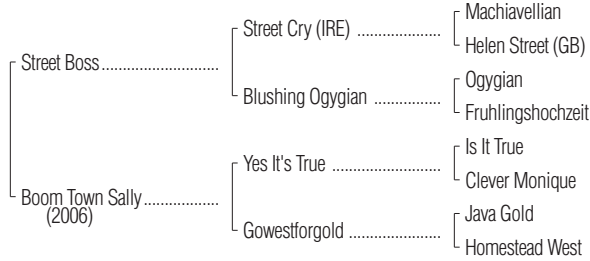 Machiavellian
Street Cry (IRE) ..................
Helen Street (GB)
Street Boss.........................
Ogygian
Blushing Ogygian ................
Fruhlingshochzeit
Is It True
Yes It's True ........................
Clever Monique
Boom Town Sally................
(2006)
Java Gold
Gowestforgold ....................
Homestead West